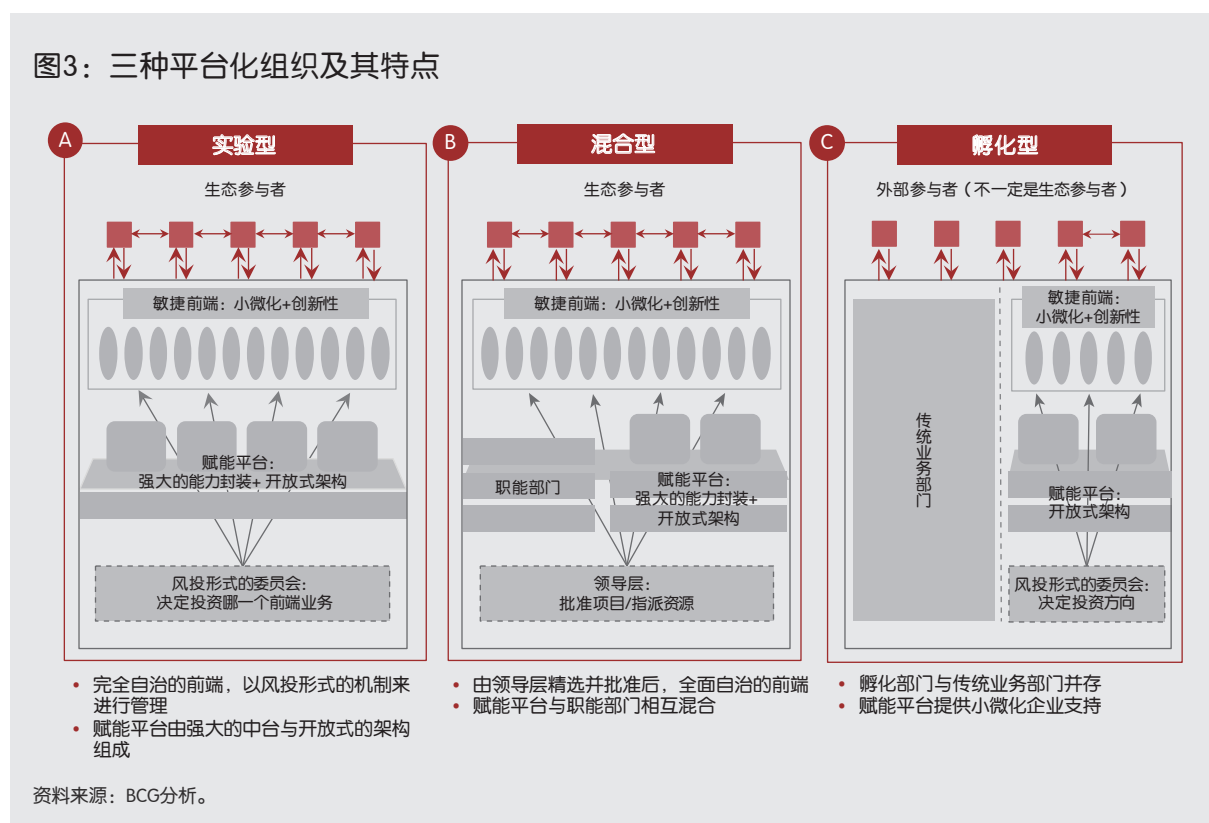 图3：三种平台化组织及其特点
A
实验型
生态参与者
敏捷前端：小微化+创新性
赋能平台：
强大的能力封装+ 开放式架构
风投形式的委员会：
决定投资哪一个前端业务
• 完全自治的前端，以风投形式的机制来
进行管理
• 赋能平台由强大的中台与开放式的架构
组成
B
混合型
生态参与者
敏捷前端：小微化+创新性
职能部门
赋能平台：
强大的能力封装+
开放式架构
领导层：
批准项目/指派资源
• 由领导层精选并批准后，全面自治的前端
• 赋能平台与职能部门相互混合
C
孵化型
外部参与者（不一定是生态参与者）
传统业务部门
敏捷前端：
小微化+创新性
赋能平台：
开放式架构
风投形式的委员会：
决定投资方向
• 孵化部门与传统业务部门并存
• 赋能平台提供小微化企业支持
资料来源：BCG分析。